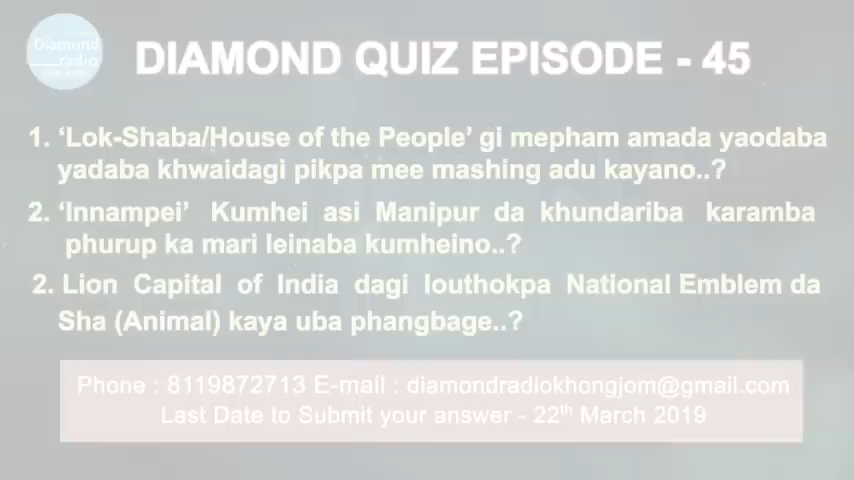 Diamond
radio
DIAMOND QUIZ EPISODE - 45
1. ‘Lok-Shaba/House of the People’ gi mepham amada yaodaba
yadaba khwaidagi pikpa mee mashing adu kayano..?
2. ‘Innampei’ Kumhei asi Manipur da khundariba karamba
phurup ka mari leinaba kumheino..?
2. Lion Capital of India dagi louthokpa National Emblem da
Sha (Animal) kaya uba phangbage..?
Phone : 8119872713 E-mail : diamondradiokhongjom@gmail.com
Last Date to Submit your answer - 22th March 2019